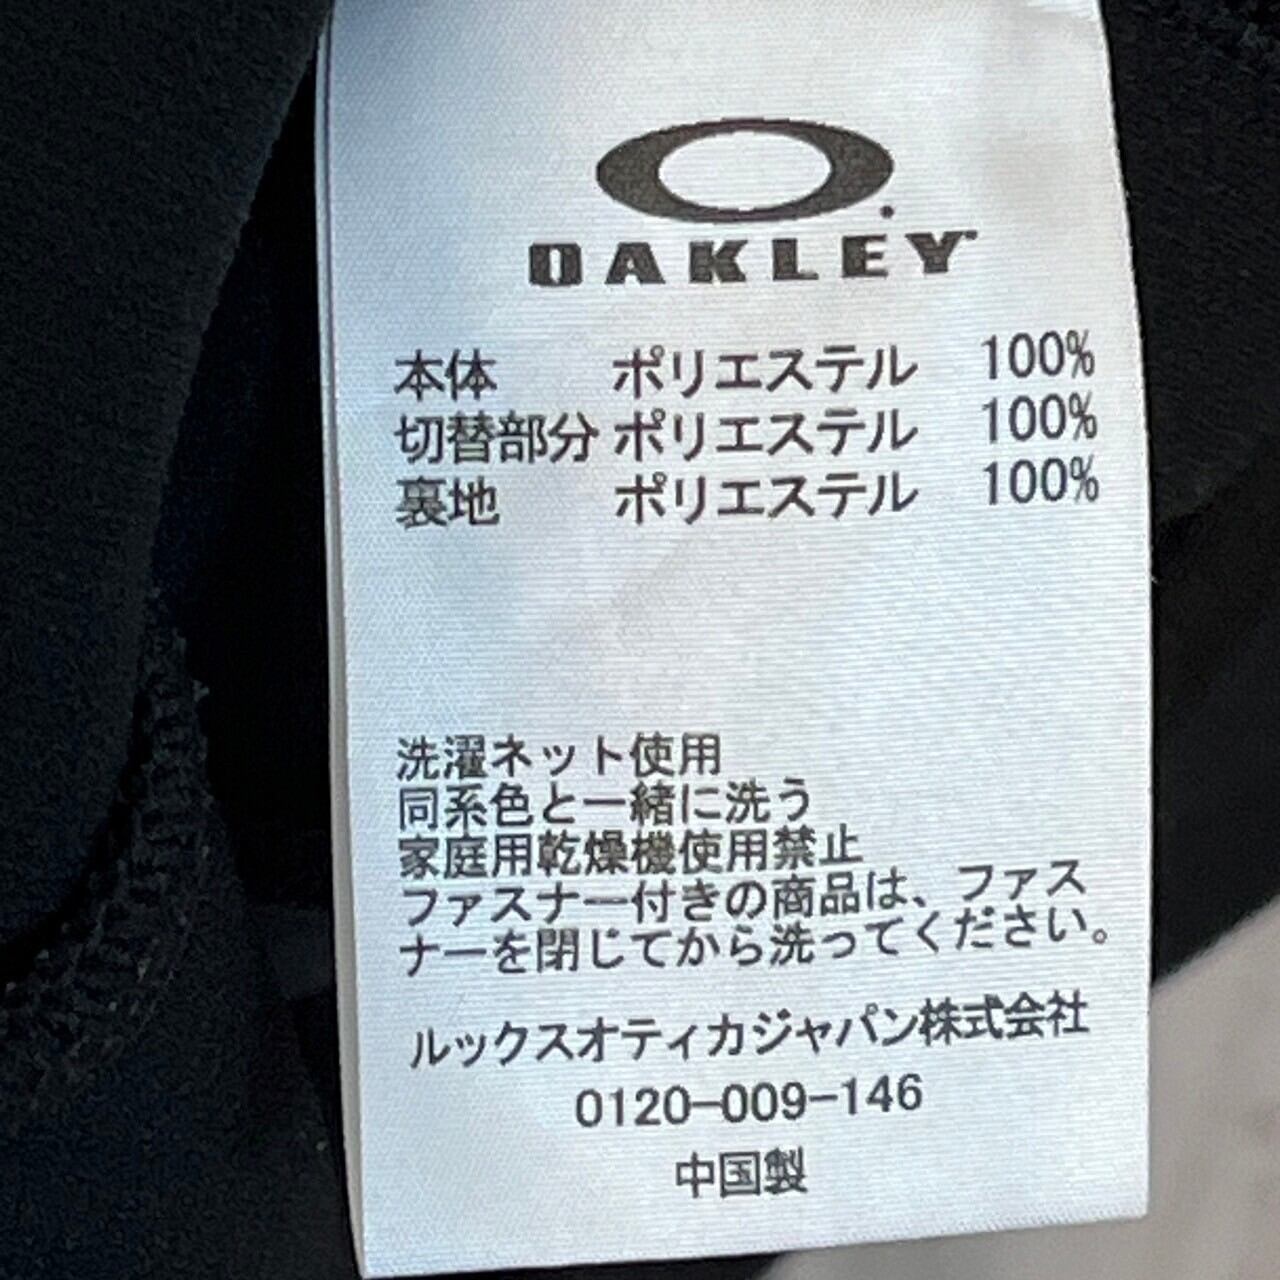 OAKLEY
本体 ポリエステル 100%
切替部分 ポリエステル 100%
裏地 ポリエステル 100%
洗濯ネット使用
同系色と一緒に洗う
家庭用乾燥機使用禁止
ファスナー付きの商品は、ファス
ナーを閉じてから洗ってください。
ルックスオティカジャパン株式会社
0120-009-146
中国製